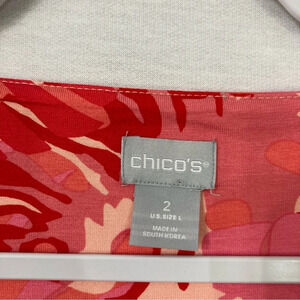 chico's®
2
U.S. SIZE L
MADE IN
SOUTH KOREA